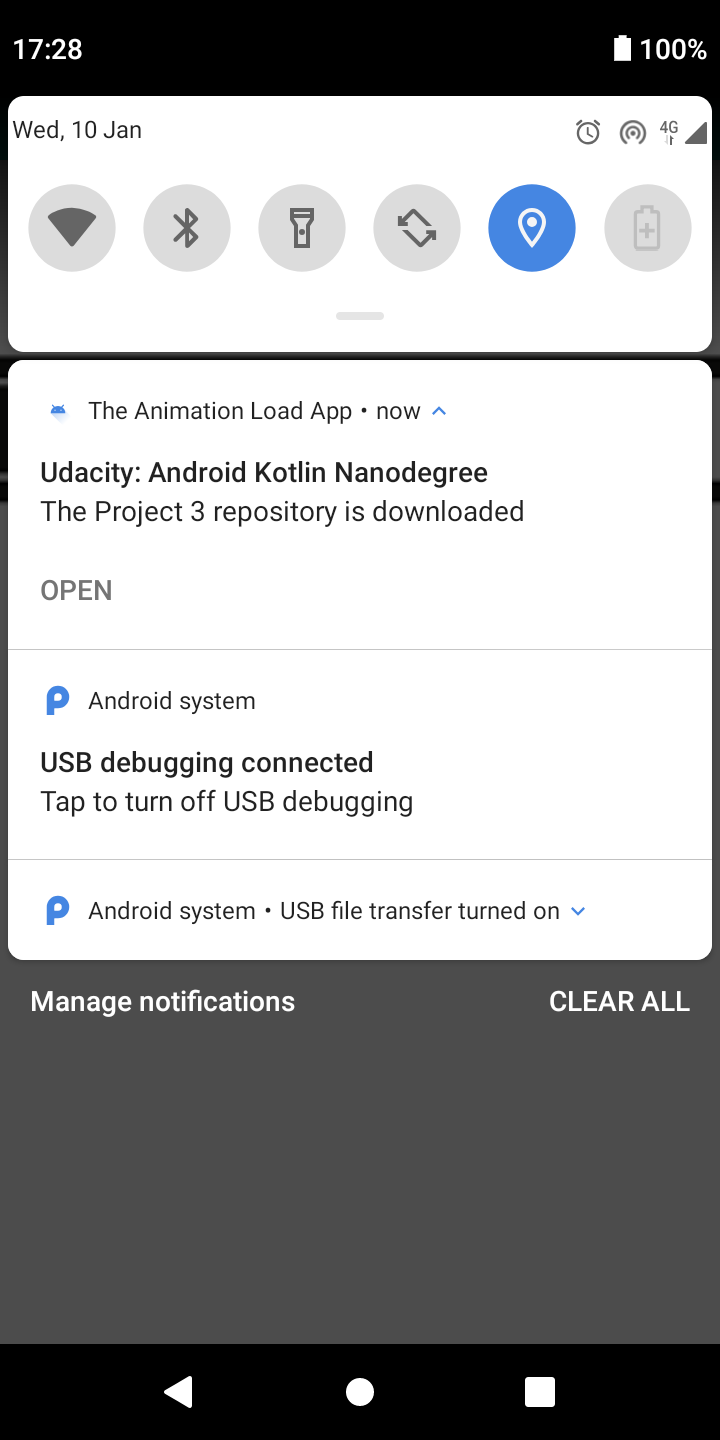 17:28 100%
Wed, 10 Jan 4G
The Animation Load App • now
Udacity: Android Kotlin Nanodegree
The Project 3 repository is downloaded
OPEN
Android system
USB debugging connected
Tap to turn off USB debugging
Android system • USB file transfer turned on
Manage notifications CLEAR ALL